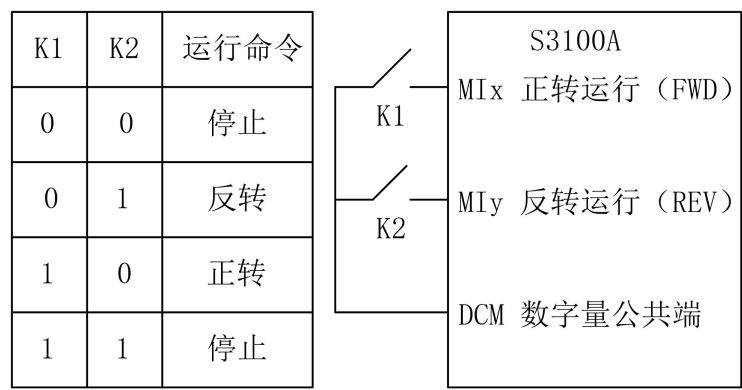 K1 K2 运行命令
0 0 停止
0 1 反转
1 0 正转
1 1 停止
K1
K2
S3100A
MIx 正转运行（FWD）
MIy 反转运行（REV）
DCM 数字量公共端